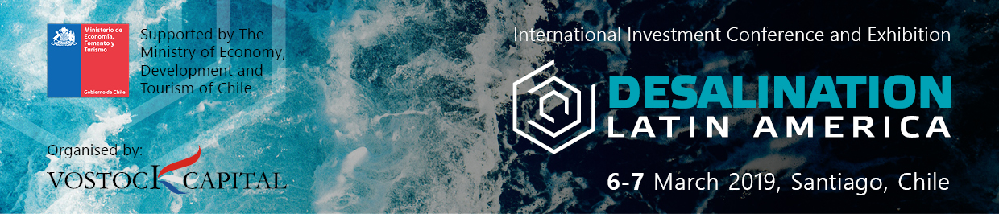 Ministerio de
Economía,
Fomento y
Turismo
Gobierno de Chile
Supported by The
Ministry of Economy,
Development and
Tourism of Chile
Organised by:
VOSTOCK CAPITAL
International Investment Conference and Exhibition
DESALINATION
LATIN AMERICA
6-7 March 2019, Santiago, Chile